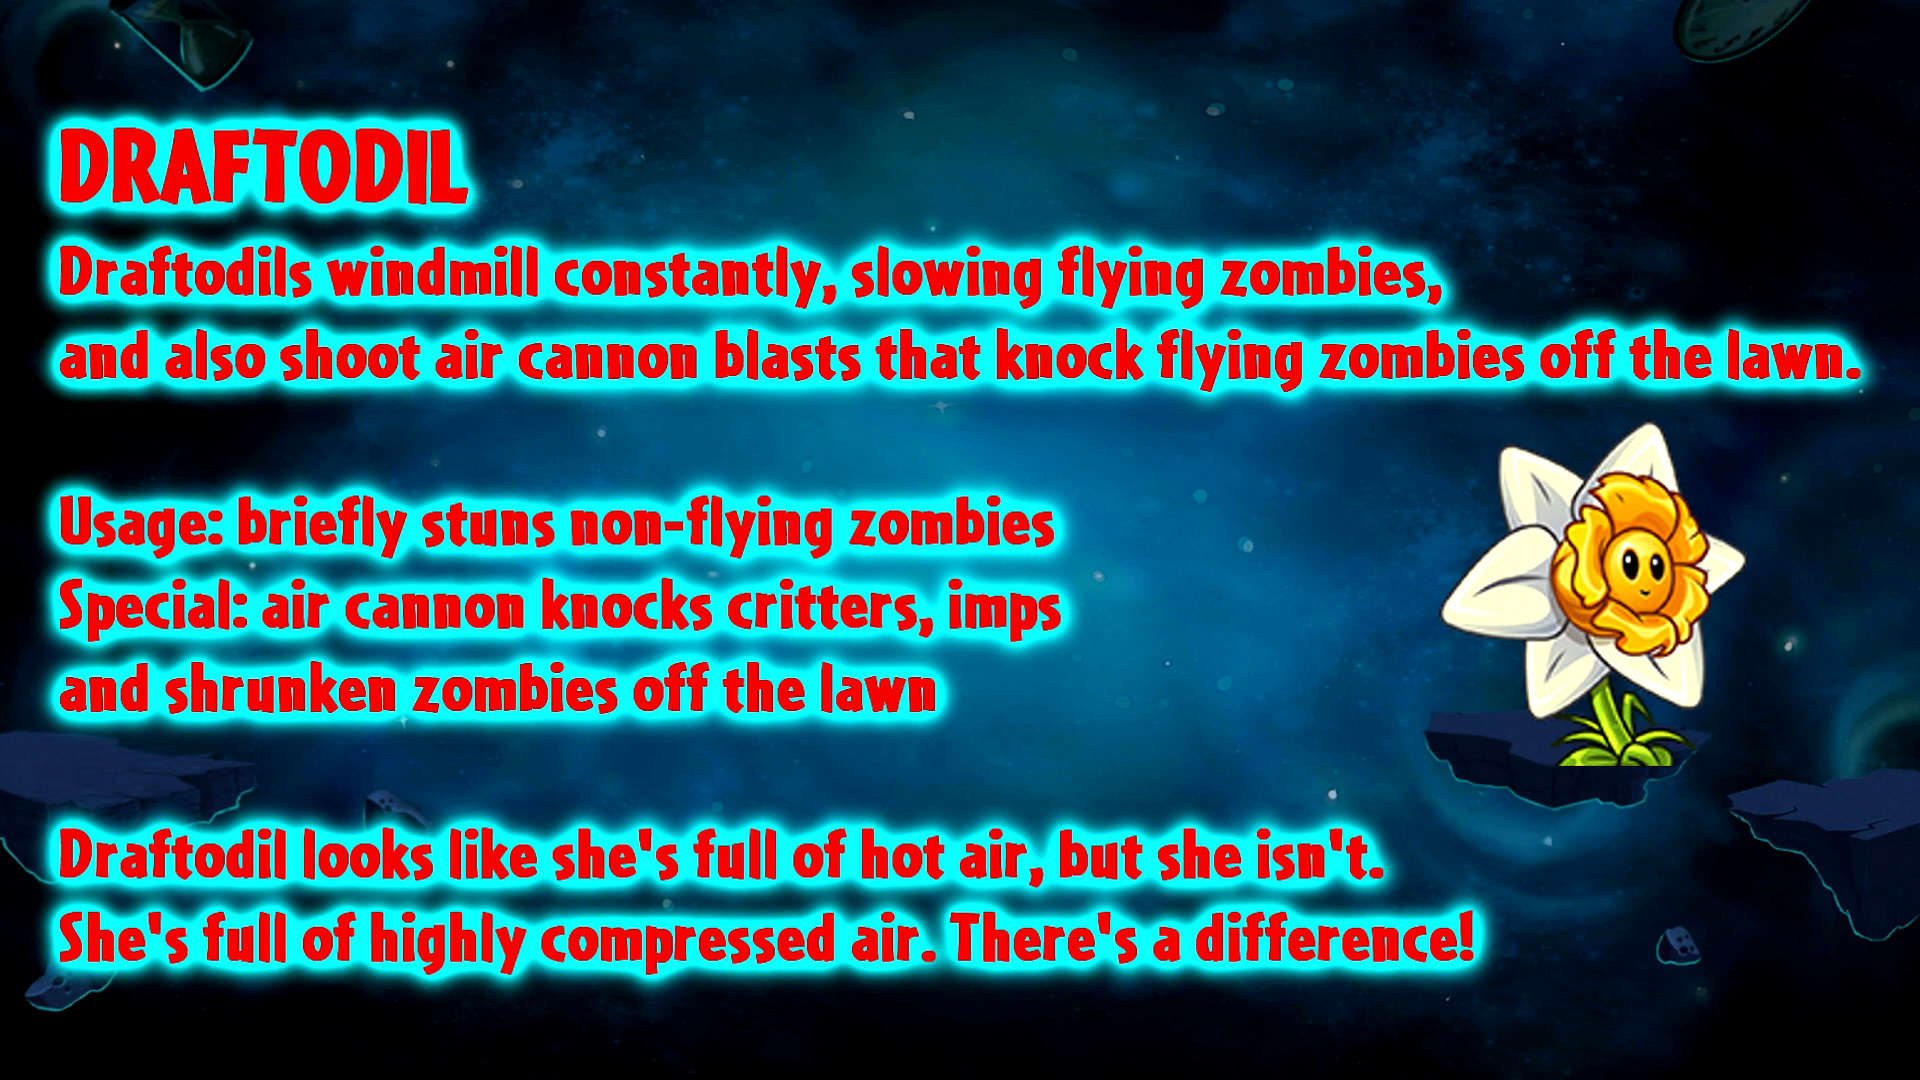 DRAFTODIL
Draftodils windmill constantly, slowing flying zombies,
and also shoot air cannon blasts that knock flying zombies off the lawn.
Usage: briefly stuns non-flying zombies
Special: air cannon knocks critters, imps
and shrunken zombies off the lawn
Draftodil looks like she's full of hot air, but she isn't.
She's full of highly compressed air. There's a difference!